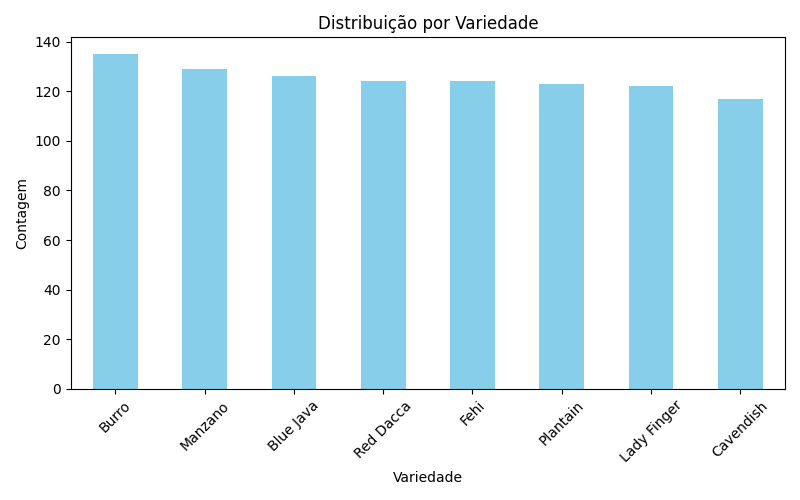 Distribuição por Variedade
140
120
100
80
60
40
20
0
Contagem
Burro
Manzano
Blue Java
Red Dacca
Fehi
Plantain
Lady Finger
Cavendish
Variedade